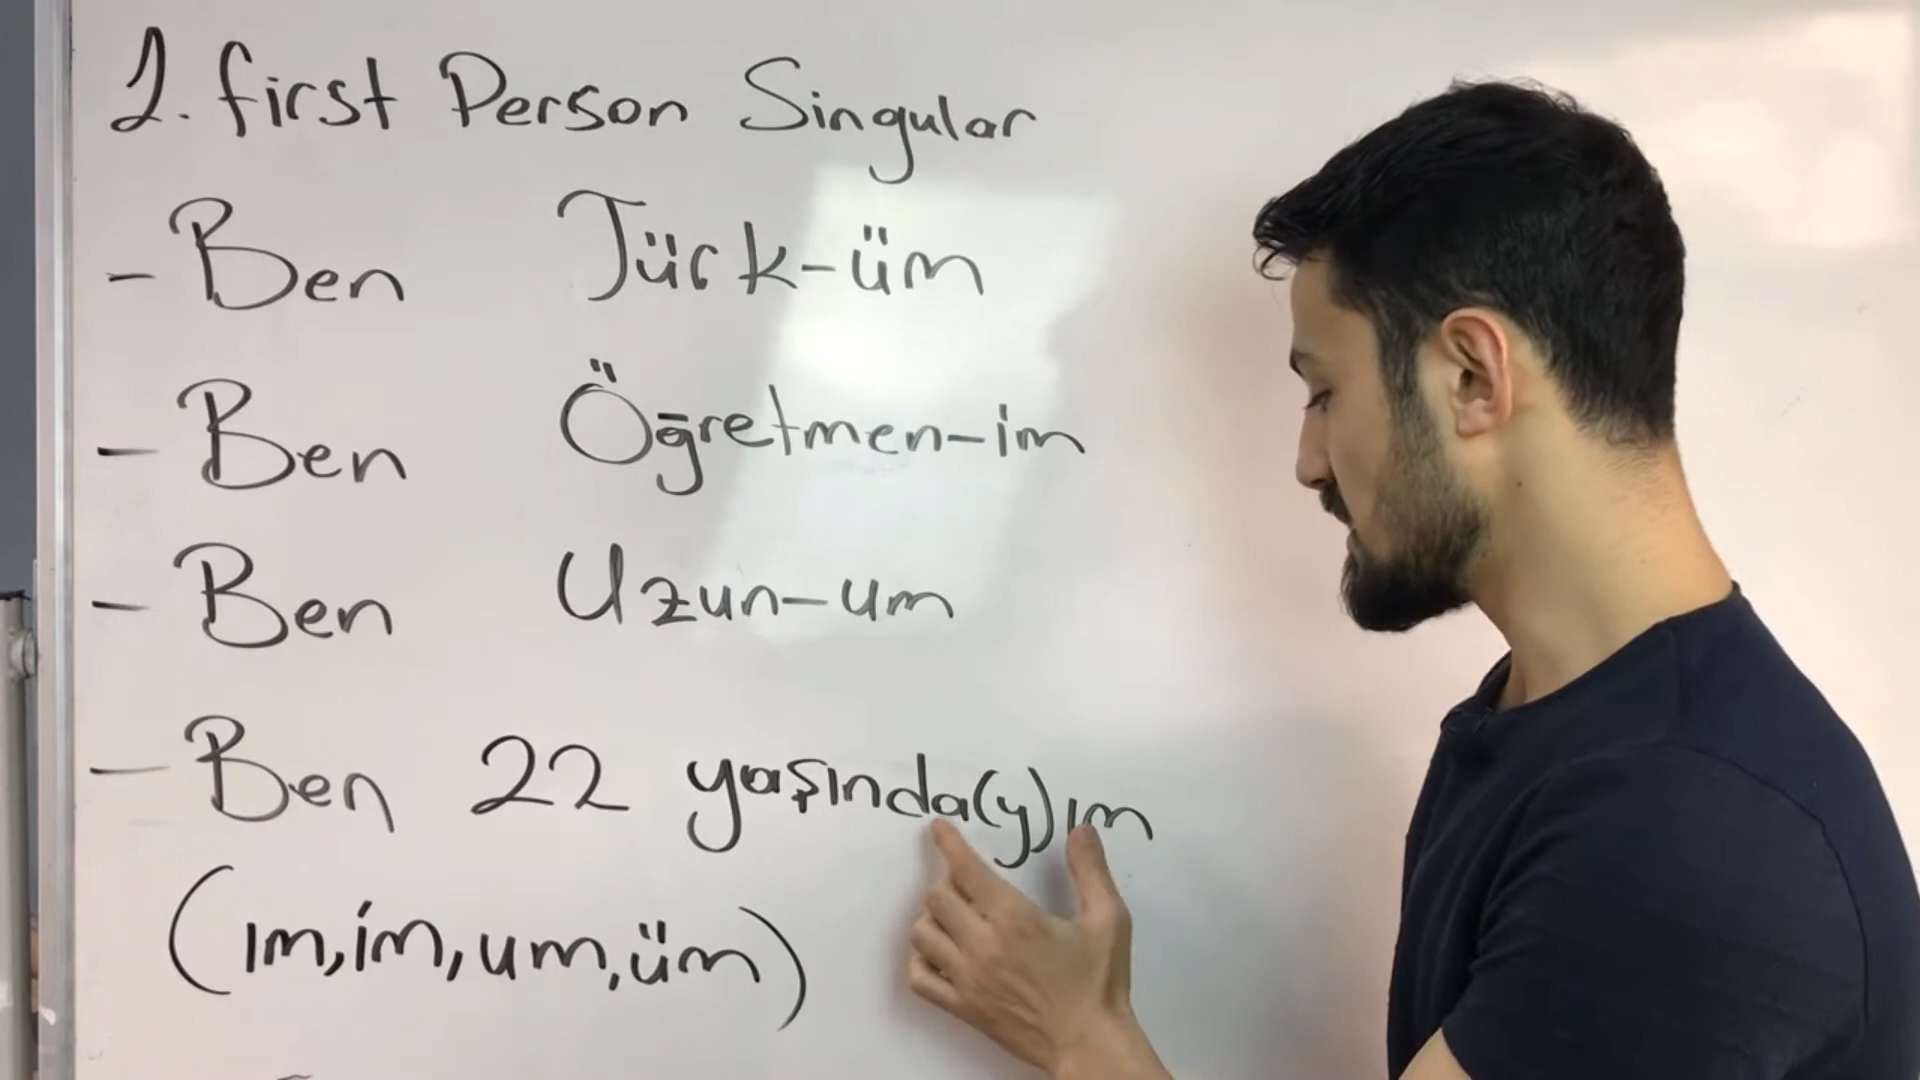 1. first Person Singular
- Ben Türk-üm
- Ben Öğretmen-im
- Ben Uzun-um
- Ben 22 yaşında(y)ım
(ım, im, um, üm)